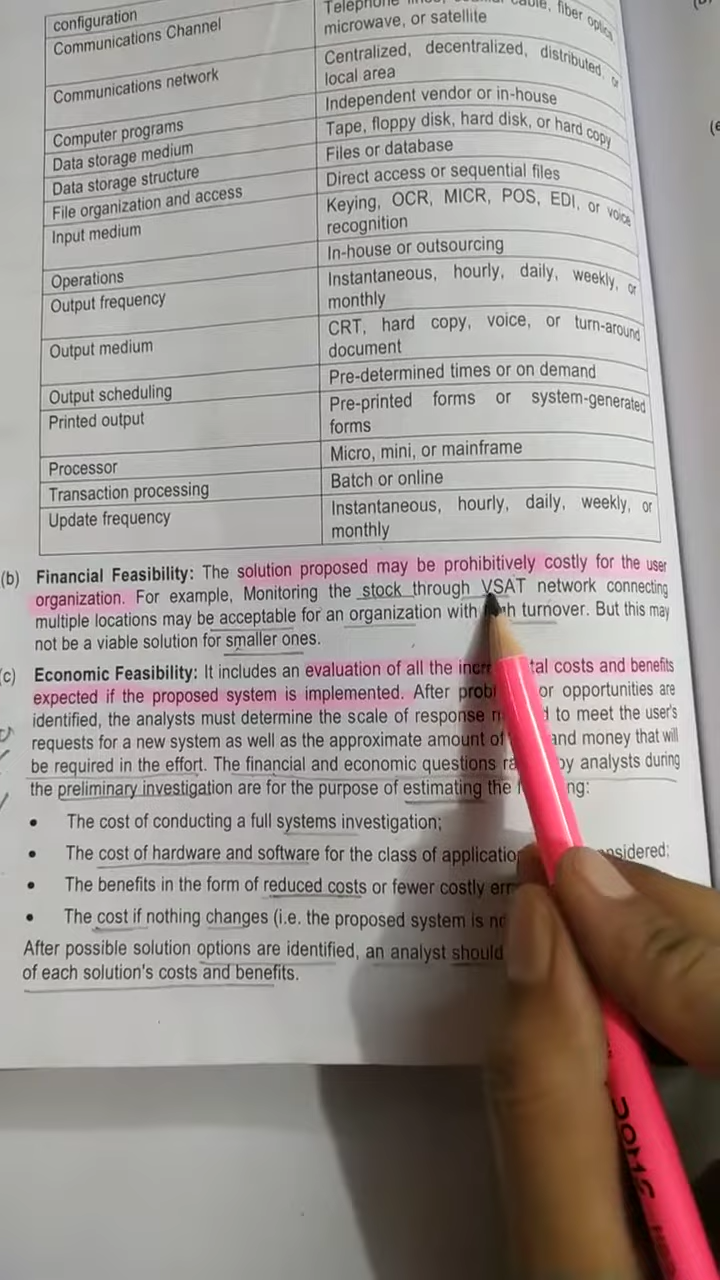 configuration
Communications Channel
microwave, or satellite
Communications network
Centralized, decentralized, distributed, or
local area
Computer programs
Independent vendor or in-house
Data storage medium
Tape, floppy disk, hard disk, or hard copy
Data storage structure
Files or database
File organization and access
Direct access or sequential files
Input medium
Keying, OCR, MICR, POS, EDI, or voice
recognition
Operations
In-house or outsourcing
Output frequency
Instantaneous, hourly, daily, weekly, or
monthly
Output medium
CRT, hard copy, voice, or turn-around
document
Output scheduling
Pre-determined times or on demand
Printed output
Pre-printed forms or system-generated
forms
Processor
Micro, mini, or mainframe
Transaction processing
Batch or online
Update frequency
Instantaneous, hourly, daily, weekly, or
monthly
(b) Financial Feasibility: The solution proposed may be prohibitively costly for the user
organization. For example, Monitoring the stock through VSAT network connecting
multiple locations may be acceptable for an organization with turnover. But this may
not be a viable solution for smaller ones.
(c) Economic Feasibility: It includes an evaluation of all the costs and benefits
expected if the proposed system is implemented. After or opportunities are
identified, the analysts must determine the scale of response to meet the user's
requests for a new system as well as the approximate amount of and money that will
be required in the effort. The financial and economic questions by analysts during
the preliminary investigation are for the purpose of estimating the
• The cost of conducting a full systems investigation;
• The cost of hardware and software for the class of
• The benefits in the form of reduced costs or fewer costly
• The cost if nothing changes (i.e. the proposed system is
After possible solution options are identified, an analyst should
of each solution's costs and benefits.
DOMS